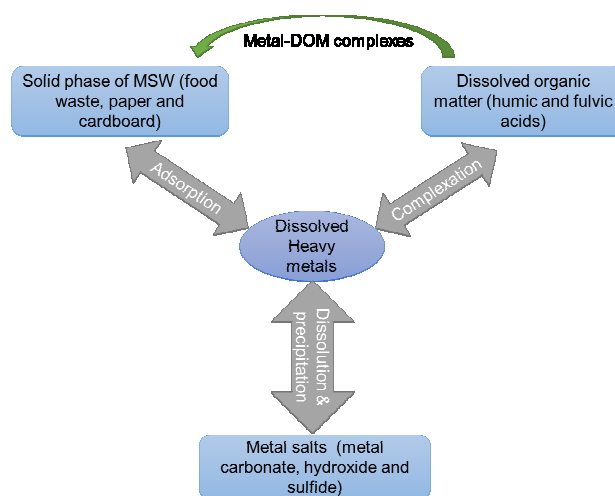 Metal-DOM complexes
Solid phase of MSW (food
waste, paper and
cardboard)
Dissolved organic
matter (humic and fulvic
acids)
Adsorption
Complexation
Dissolved
Heavy
metals
Dissolution &
precipitation
Metal salts  (metal
carbonate, hydroxide and
sulfide)